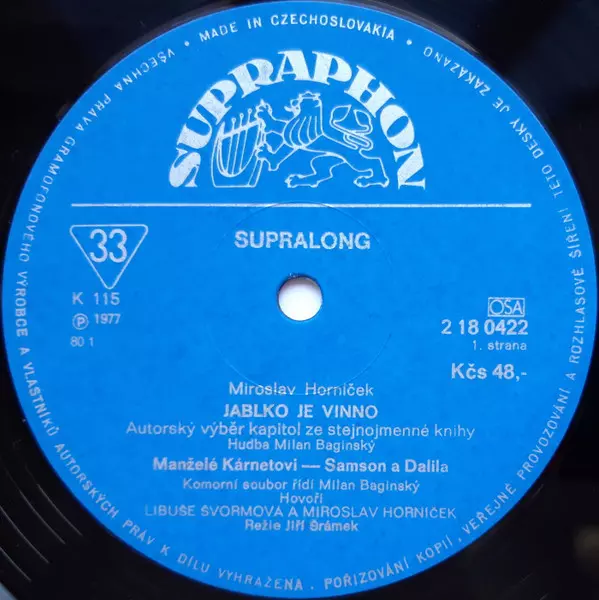 • MADE IN CZECHOSLOVAKIA •
VŠECHNA PRÁVA GRAMOFONOVÉHO VÝROBCE A VLASTNÍKŮ AUTORSKÝCH PRÁV K DÍLU VYHRAŽENA. POŘIZOVÁNÍ KOPIÍ, VEŘEJNÉ PROVOZOVÁNÍ A ROZHLASOVÉ ŠÍŘENÍ TÉTO DESKY JE ZAKÁZÁNO
SUPRAPHON
SUPRALONG
33
K 115
Ⓟ 1977
80 1
OSA
2 18 0422
1. strana
Kčs 48,-
Miroslav Horníček
JABLKO JE VINNO
Autorský výběr kapitol ze stejnojmenné knihy
Hudba Milan Baginský
Manželé Kárnetovi — Samson a Dalila
Komorní soubor řídí Milan Baginský
Hovoří
LIBUŠE ŠVORMOVÁ A MIROSLAV HORNÍČEK
Režie Jiří Šrámek